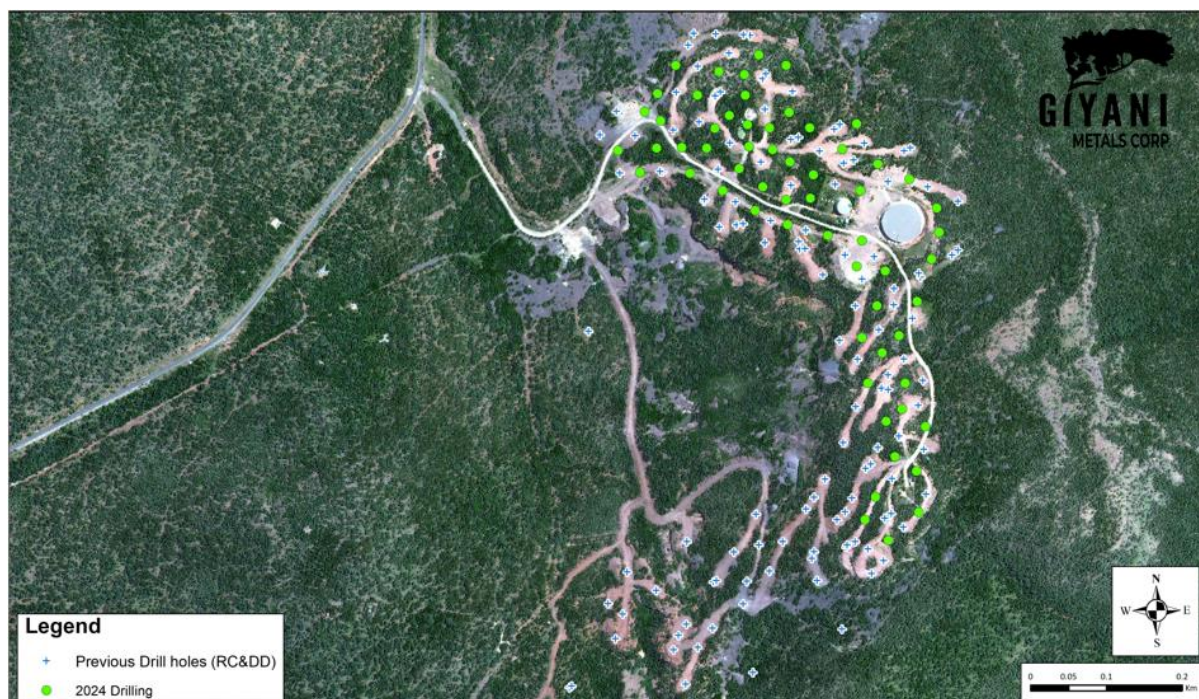 GIYANI
METALS CORP
N
W E
S
Legend
Previous Drill holes (RC&DD)
2024 Drilling
0 0.05 0.1 0.2
Km